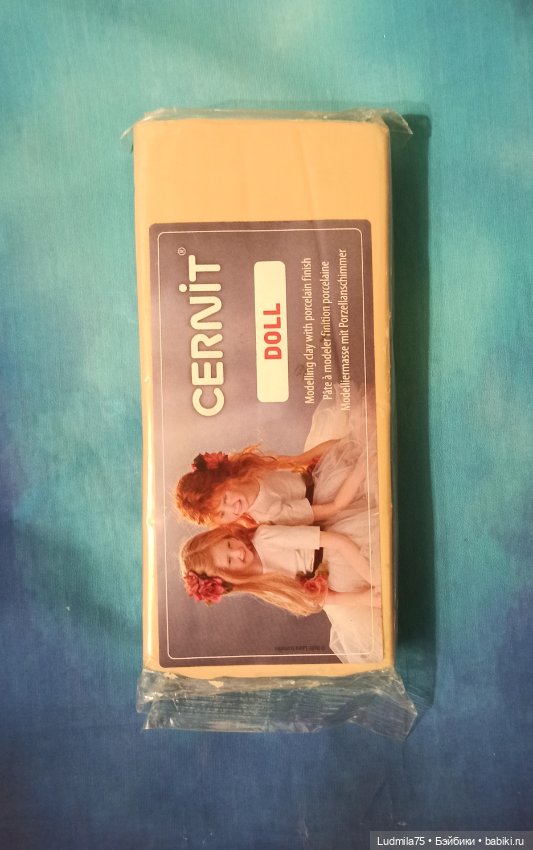 CERNiT®
DOLL
Modelling clay with porcelain finish
Pâte à modeler finition porcelaine
Modelliermasse mit Porzellanschimmer
Ludmila75 • Бэйбики • babiki.ru